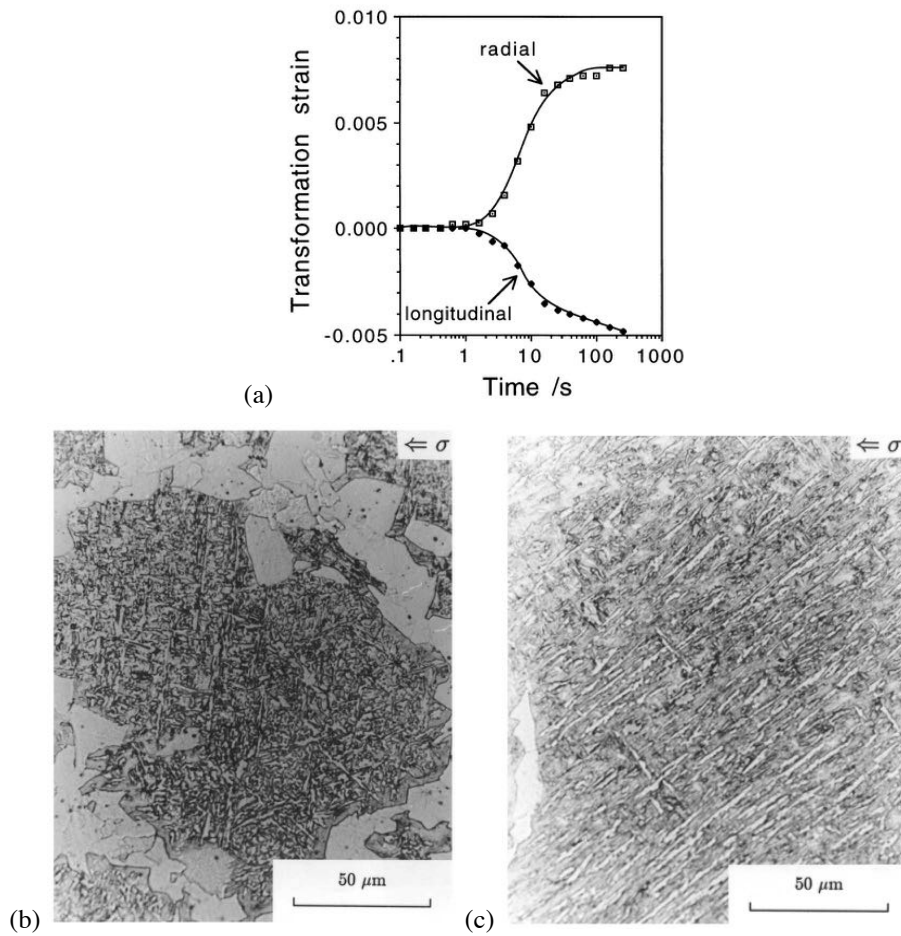 0.010
radial
0.005
0.000
longitudinal
-0.005
.1 1 10 100 1000
Transformation strain
Time /s
(a)
⇐ σ
⇐ σ
50 μm
50 μm
(b)
(c)